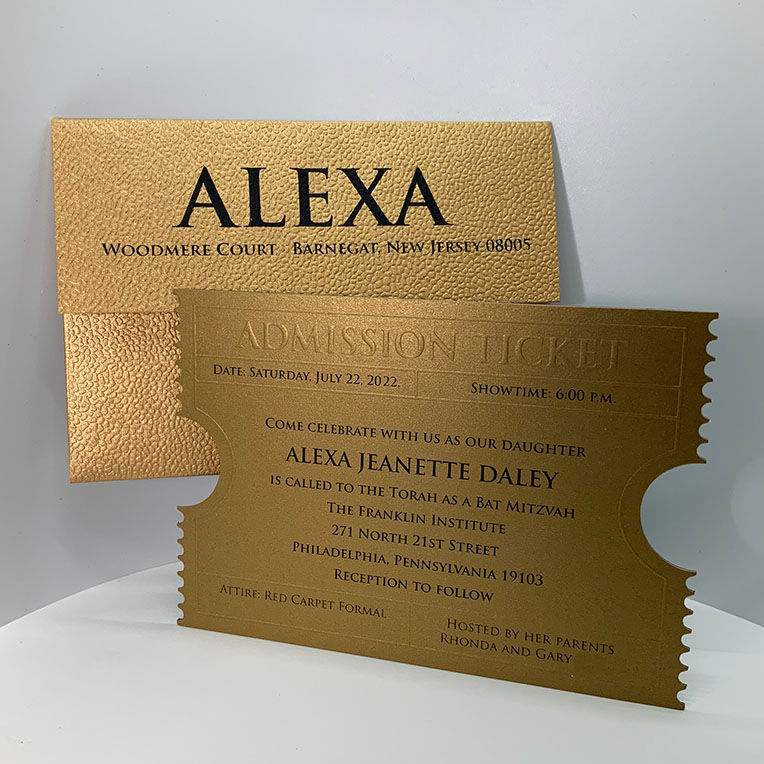 ALEXA
WOODMERE COURT · BARNEGAT, NEW JERSEY 08005
ADMISSION TICKET
DATE: SATURDAY, JULY 22, 2022.
SHOWTIME: 6:00 P.M.
COME CELEBRATE WITH US AS OUR DAUGHTER
ALEXA JEANETTE DALEY
IS CALLED TO THE TORAH AS A BAT MITZVAH
THE FRANKLIN INSTITUTE
271 NORTH 21ST STREET
PHILADELPHIA, PENNSYLVANIA 19103
RECEPTION TO FOLLOW
ATTIRE: RED CARPET FORMAL
HOSTED BY HER PARENTS
RHONDA AND GARY